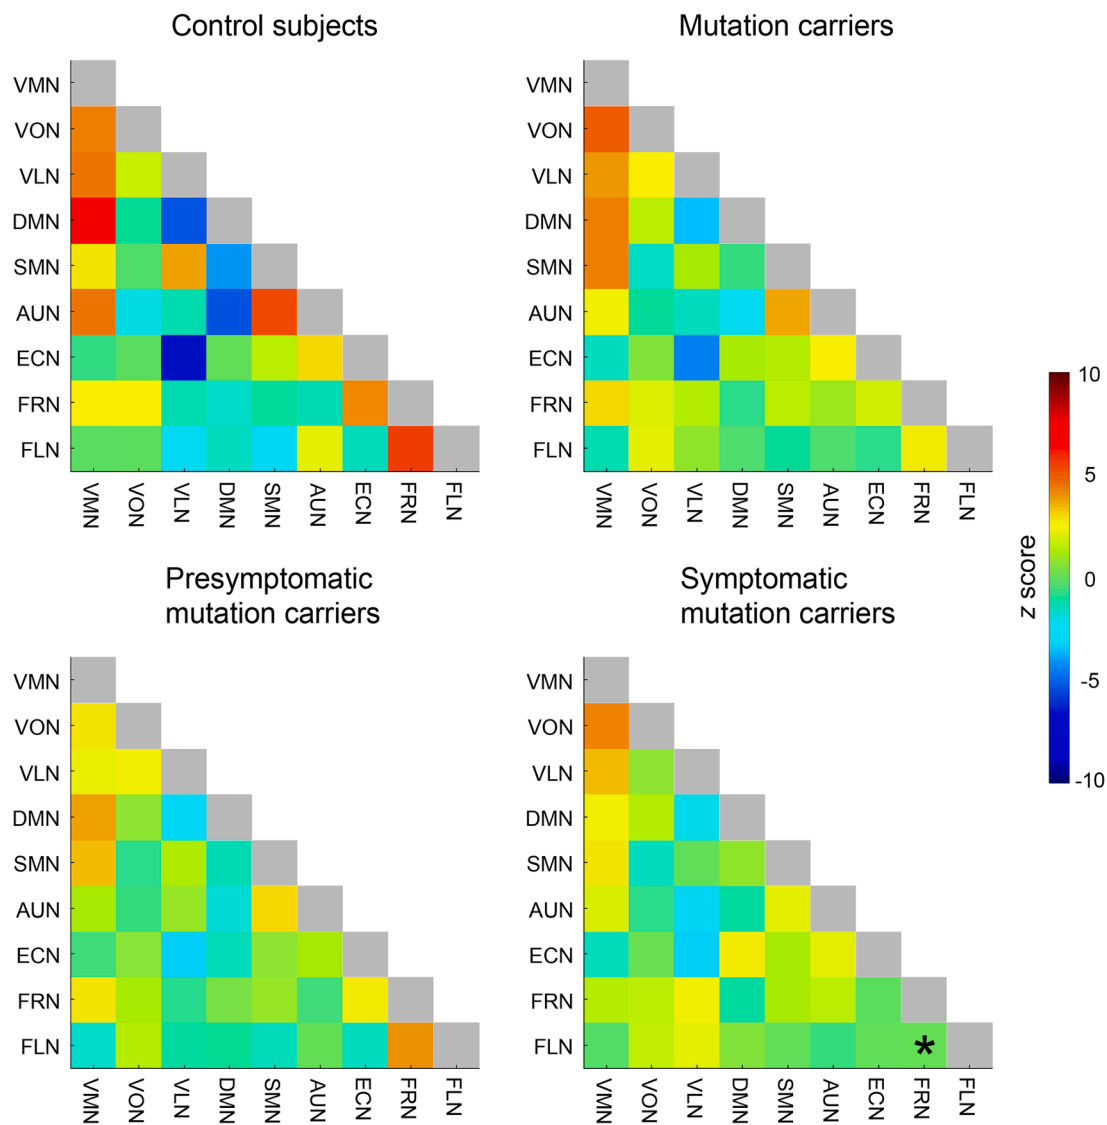 Control subjects
Mutation carriers
VMN
VON
VLN
DMN
SMN
AUN
ECN
FRN
FLN
VMN
VON
VLN
DMN
SMN
AUN
ECN
FRN
FLN
VMN
VON
VLN
DMN
SMN
AUN
ECN
FRN
FLN
VMN
VON
VLN
DMN
SMN
AUN
ECN
FRN
FLN
10
5
0
-5
-10
z score
Presymptomatic
mutation carriers
Symptomatic
mutation carriers
VMN
VON
VLN
DMN
SMN
AUN
ECN
FRN
FLN
VMN
VON
VLN
DMN
SMN
AUN
ECN
FRN
FLN
VMN
VON
VLN
DMN
SMN
AUN
ECN
FRN
FLN
*
VMN
VON
VLN
DMN
SMN
AUN
ECN
FRN
FLN